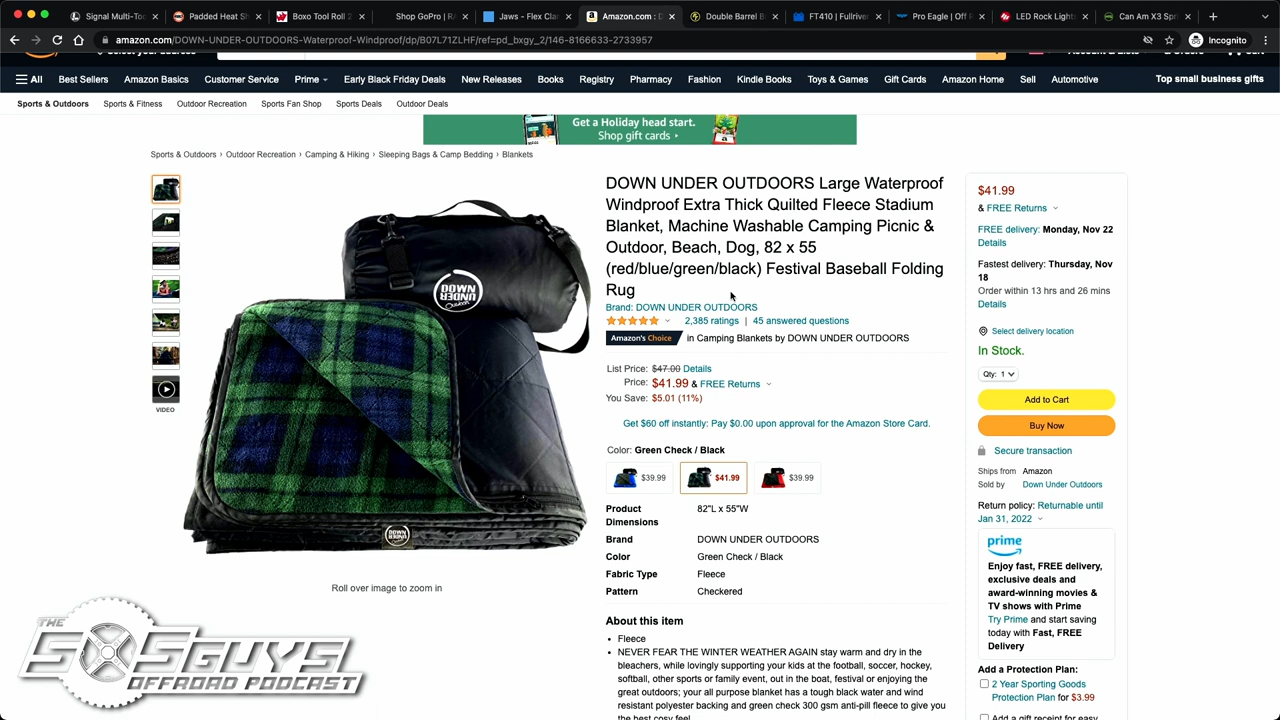 Signal Multi-Too
Padded Heat Sh
Boxo Tool Roll 2
Shop GoPro | RA
Jaws - Flex Clan
Amazon.com : D
Double Barrel B
FT410 | Fullriver
Pro Eagle | Off R
LED Rock Lights
Can Am X3 Spr
amazon.com/DOWN-UNDER-OUTDOORS-Waterproof-Windproof/dp/B07L71ZLHF/ref=pd_bxgy_2/146-8166633-2733957
Incognito
All Best Sellers Amazon Basics Customer Service Prime Early Black Friday Deals New Releases Books Registry Pharmacy Fashion Kindle Books Toys & Games Gift Cards Amazon Home Sell Automotive Top small business gifts
Sports & Outdoors Sports & Fitness Outdoor Recreation Sports Fan Shop Sports Deals Outdoor Deals
Get a Holiday head start.
Shop gift cards
Sports & Outdoors › Outdoor Recreation › Camping & Hiking › Sleeping Bags & Camp Bedding › Blankets
VIDEO
DOWN UNDER
DOWN UNDER
Roll over image to zoom in
DOWN UNDER OUTDOORS Large Waterproof
Windproof Extra Thick Quilted Fleece Stadium
Blanket, Machine Washable Camping Picnic &
Outdoor, Beach, Dog, 82 x 55
(red/blue/green/black) Festival Baseball Folding
Rug
Brand: DOWN UNDER OUTDOORS
2,385 ratings | 45 answered questions
Amazon's Choice in Camping Blankets by DOWN UNDER OUTDOORS
List Price: $47.00 Details
Price: $41.99 & FREE Returns
You Save: $5.01 (11%)
Get $60 off instantly: Pay $0.00 upon approval for the Amazon Store Card.
Color: Green Check / Black
$39.99 $41.99 $39.99
Product Dimensions 82"L x 55"W
Brand DOWN UNDER OUTDOORS
Color Green Check / Black
Fabric Type Fleece
Pattern Checkered
About this item
• Fleece
• NEVER FEAR THE WINTER WEATHER AGAIN stay warm and dry in the
bleachers, while lovingly supporting your kids at the football, soccer, hockey,
softball, other sports or family event, out in the boat, festival or enjoying the
great outdoors; your all purpose blanket has a tough black water and wind
resistant polyester backing and green check 300 gsm anti-pill fleece to give you
the best cosy feel
$41.99
& FREE Returns
FREE delivery: Monday, Nov 22
Details
Fastest delivery: Thursday, Nov
18
Order within 13 hrs and 26 mins
Details
Select delivery location
In Stock.
Qty: 1
Add to Cart
Buy Now
Secure transaction
Ships from Amazon
Sold by Down Under Outdoors
Return policy: Returnable until
Jan 31, 2022
prime
Enjoy fast, FREE delivery,
exclusive deals and
award-winning movies &
TV shows with Prime
Try Prime and start saving
today with Fast, FREE
Delivery
Add a Protection Plan:
2 Year Sporting Goods
Protection Plan for $3.99
Add a gift receipt for easy
THE
SXSGUYS
OFFROAD PODCAST